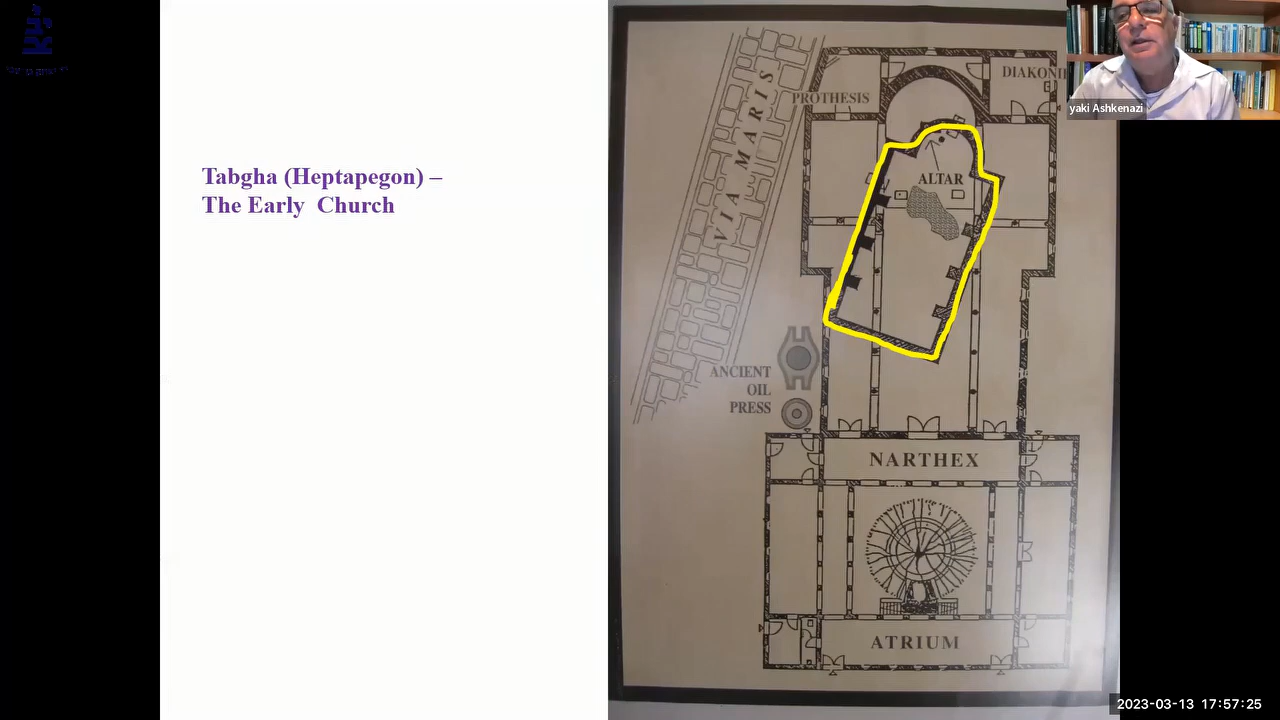 Tabgha (Heptapegon) –
The Early  Church
VIA MARIS
PROTHESIS
DIAKONI
ALTAR
ANCIENT
OIL
PRESS
NARTHEX
ATRIUM
yaki Ashkenazi
2023-03-13 17:57:25